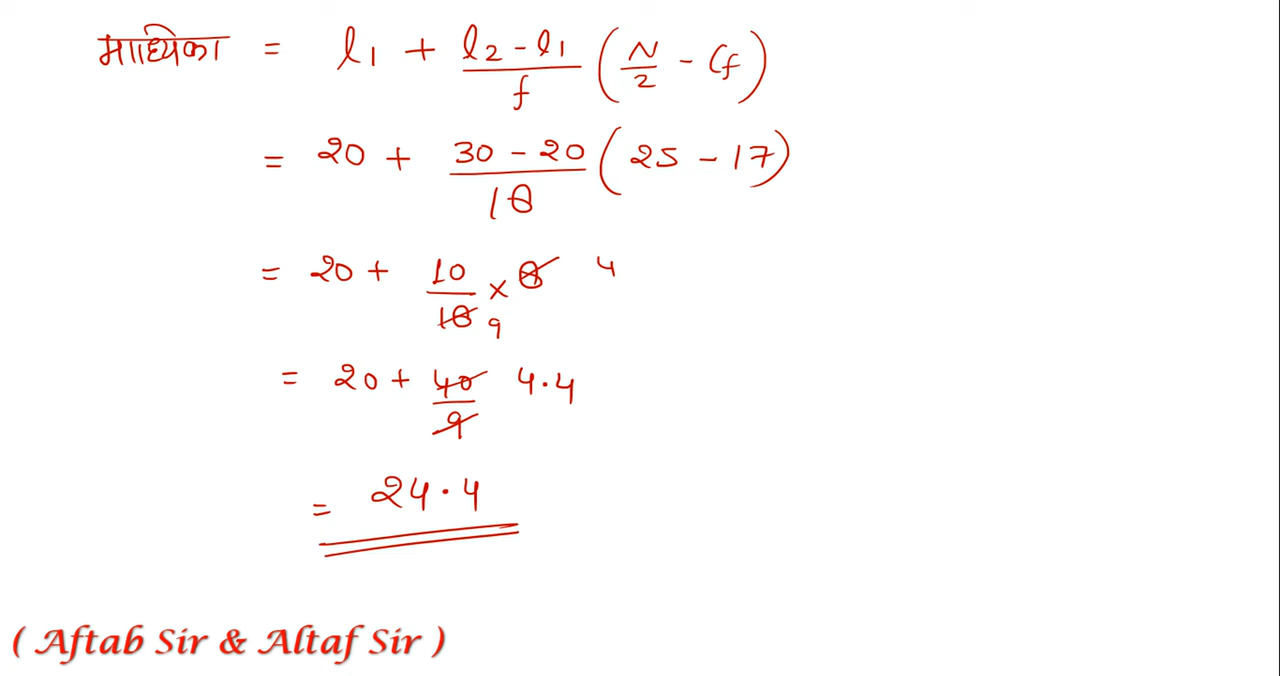 माध्यिका = l₁ + (l₂ - l₁)/f (N/2 - Cf)
= 20 + (30 - 20)/18 (25 - 17)
= 20 + 10/18 9 × 8 4
= 20 + 40/9 4.4
= 24.4
( Aftab Sir & Altaf Sir )